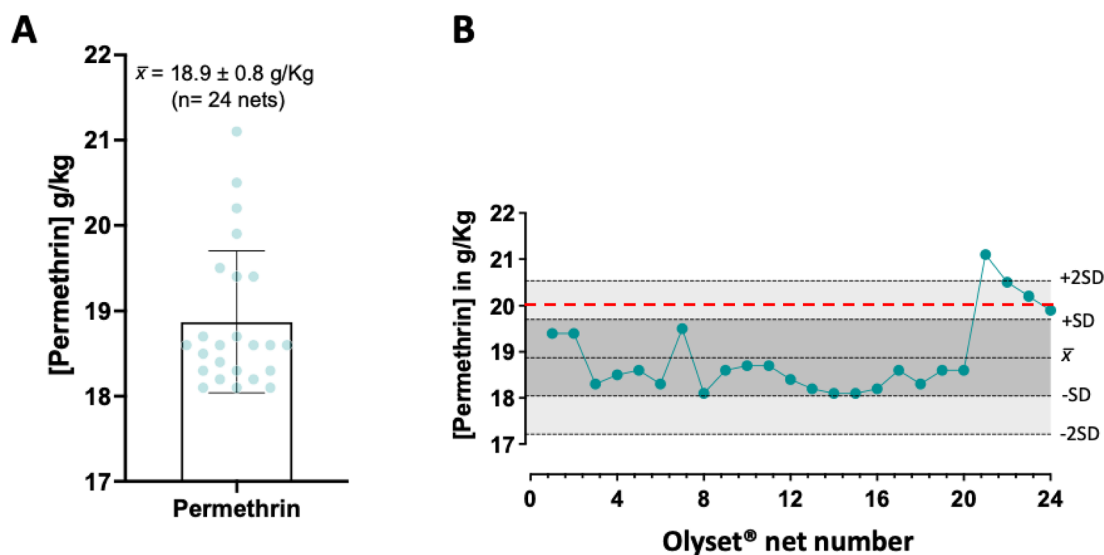 A
[Permethrin] g/kg
22
21
20
19
18
17
x̅ = 18.9 ± 0.8 g/Kg
(n= 24 nets)
Permethrin
B
[Permethrin] in g/Kg
22
21
20
19
18
17
+2SD
+SD
x̅
-SD
-2SD
0 4 8 12 16 20 24
Olyset® net number